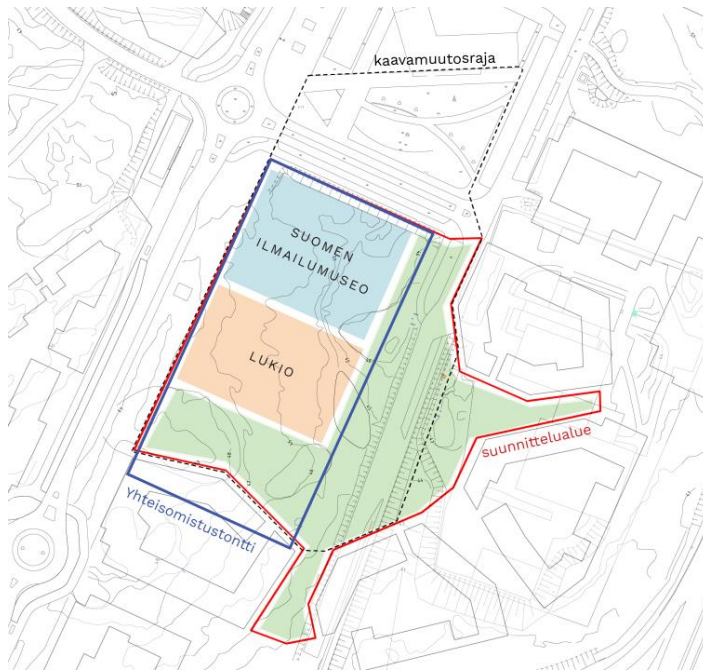 kaavamuutosraja
SUOMEN
ILMAILUMUSEO
LUKIO
suunnittelualue
Yhteisomistustontti